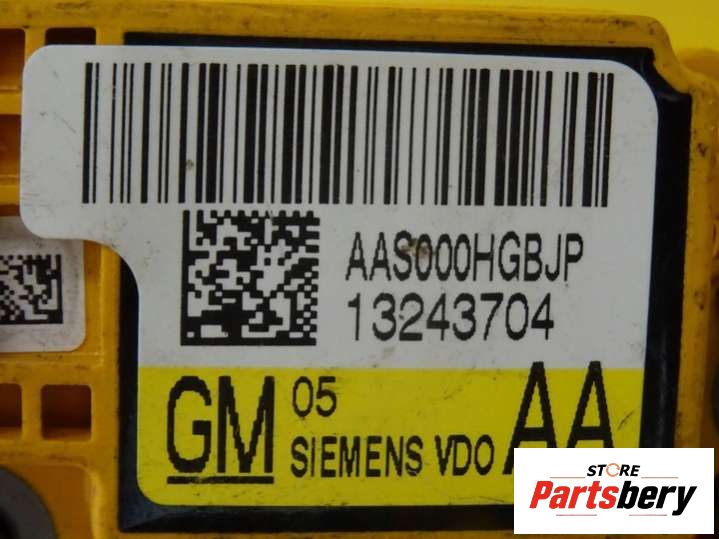 AAS000HGBJP
13243704
GM 05
SIEMENS VDO AA
STORE
Partsbery